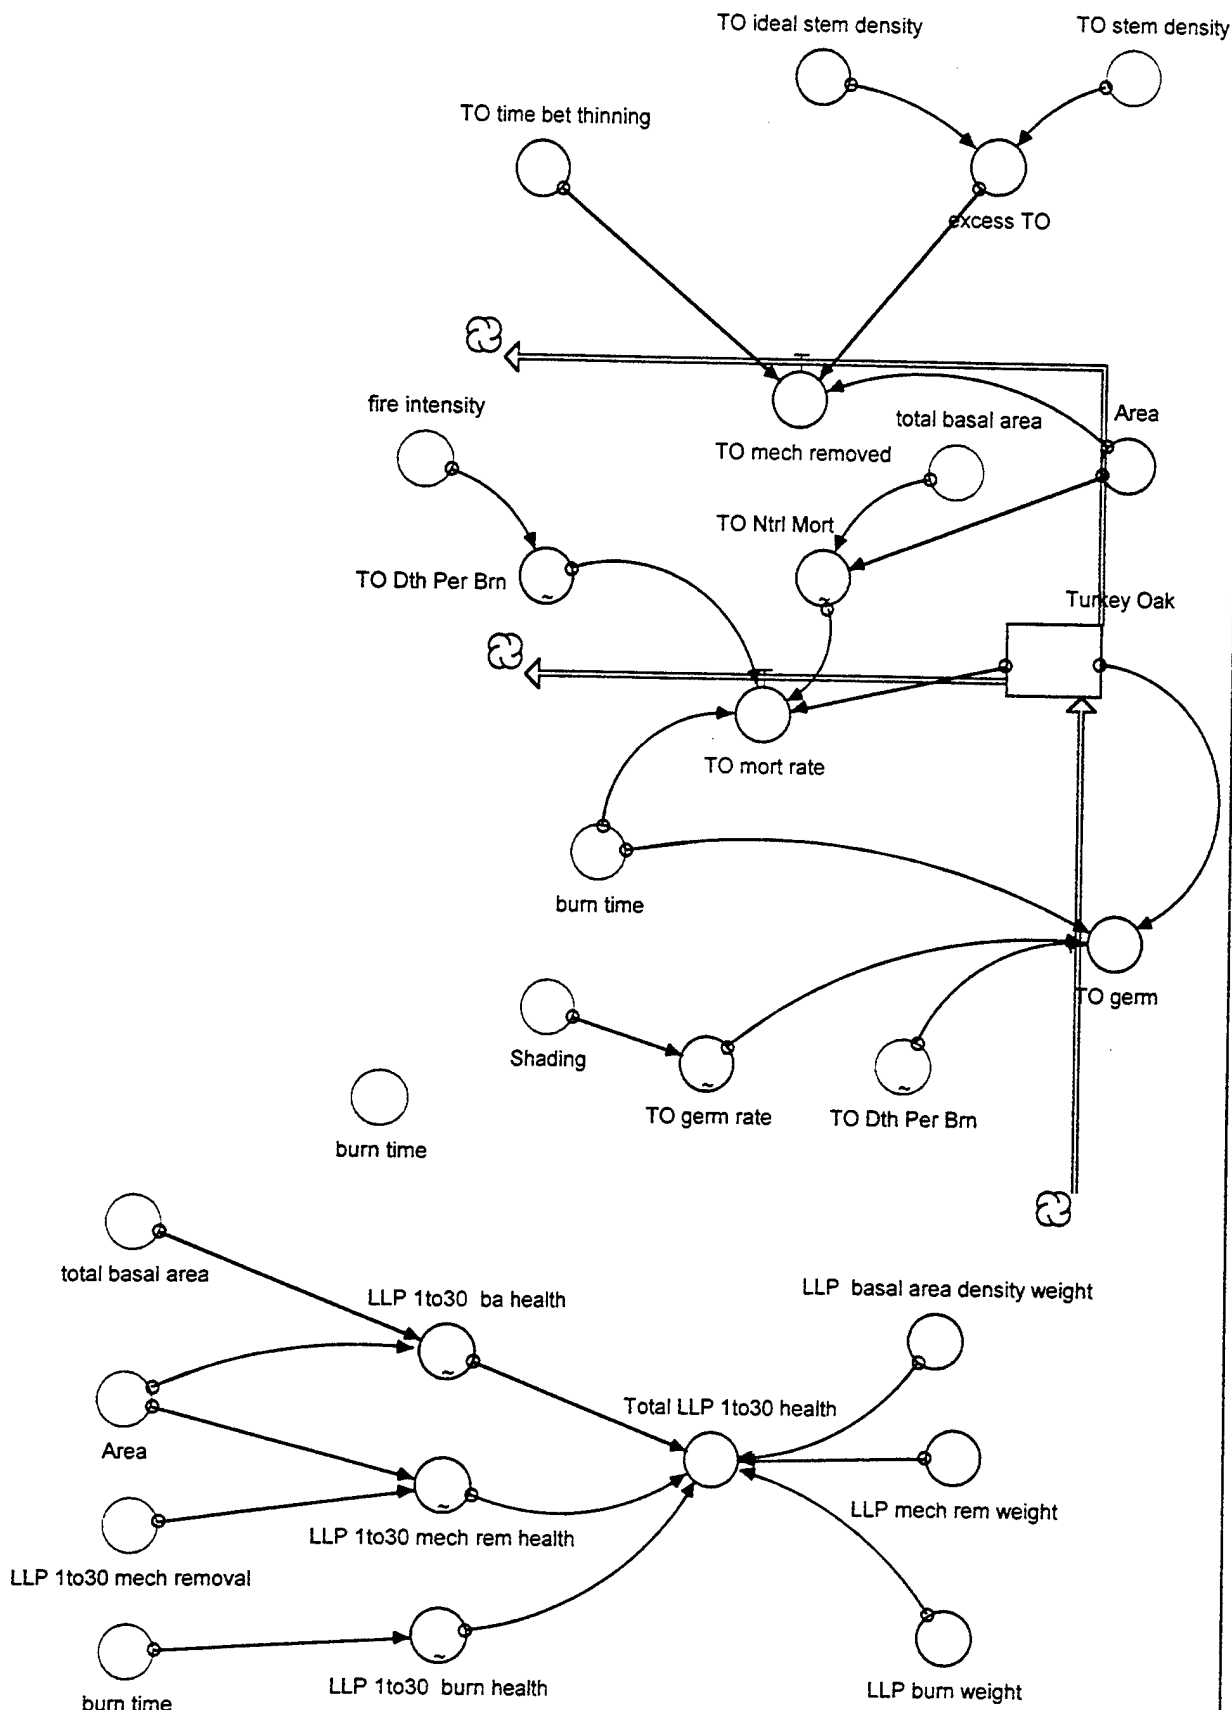 TO ideal stem density
TO stem density
TO time bet thinning
excess TO
fire intensity
total basal area
Area
TO mech removed
TO Ntrl Mort
TO Dth Per Brn
~
~
Turkey Oak
TO mort rate
burn time
TO germ
Shading
~
~
TO germ rate
TO Dth Per Brn
burn time
total basal area
LLP 1to30 ba health
LLP basal area density weight
~
Total LLP 1to30 health
Area
~
LLP mech rem weight
LLP 1to30 mech rem health
LLP 1to30 mech removal
~
LLP 1to30 burn health
LLP burn weight
burn time